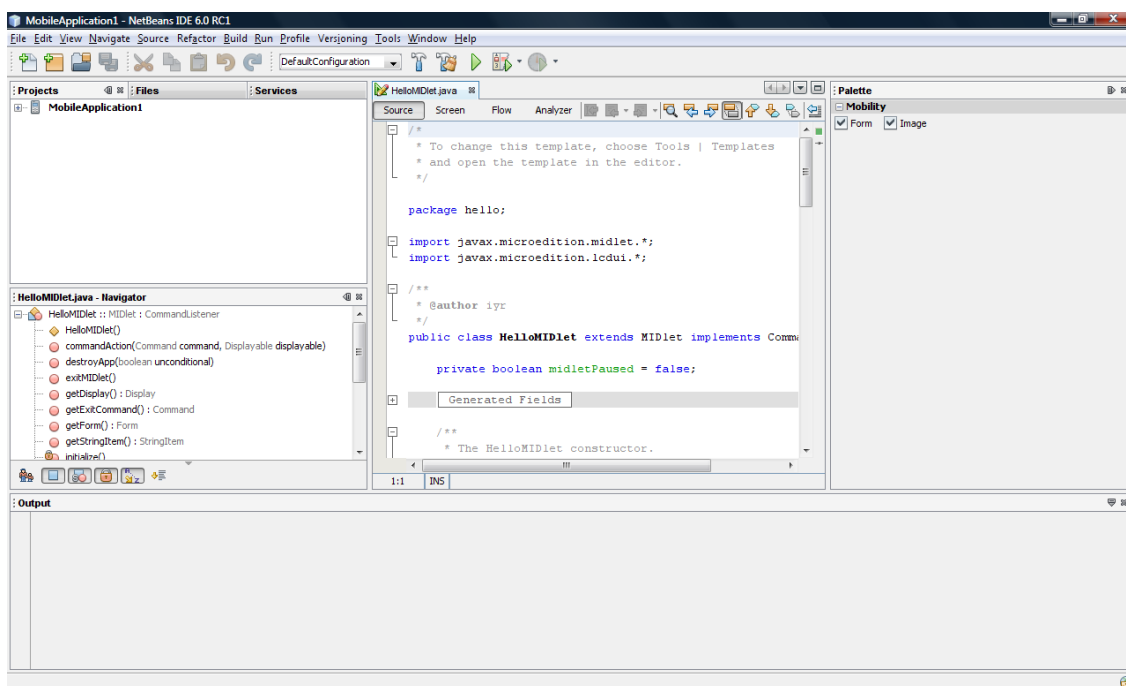 MobileApplication1 - NetBeans IDE 6.0 RC1
File Edit View Navigate Source Refactor Build Run Profile Versioning Tools Window Help
DefaultConfiguration
Projects Files Services
MobileApplication1
HelloMIDlet.java - Navigator
HelloMIDlet :: MIDlet : CommandListener
HelloMIDlet()
commandAction(Command command, Displayable displayable)
destroyApp(boolean unconditional)
exitMIDlet()
getDisplay() : Display
getExitCommand() : Command
getForm() : Form
getStringItem() : StringItem
initialize()
HelloMIDlet.java
Source Screen Flow Analyzer
/*
* To change this template, choose Tools | Templates
* and open the template in the editor.
*/
package hello;
import javax.microedition.midlet.*;
import javax.microedition.lcdui.*;
/**
* @author iyr
*/
public class HelloMIDlet extends MIDlet implements Comma
private boolean midletPaused = false;
Generated Fields
/**
* The HelloMIDlet constructor.
1:1 INS
Palette
Mobility
Form Image
Output